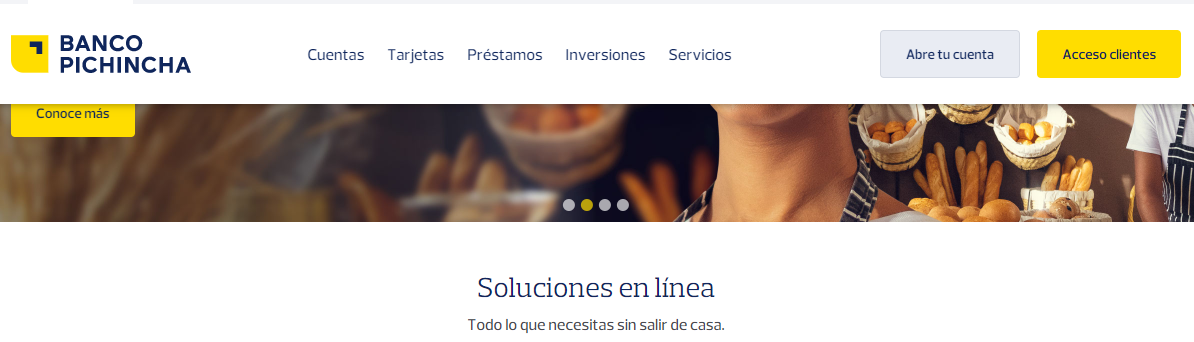 BANCO
PICHINCHA
Cuentas Tarjetas Préstamos Inversiones Servicios Abre tu cuenta Acceso clientes
Conoce más
Soluciones en línea
Todo lo que necesitas sin salir de casa.